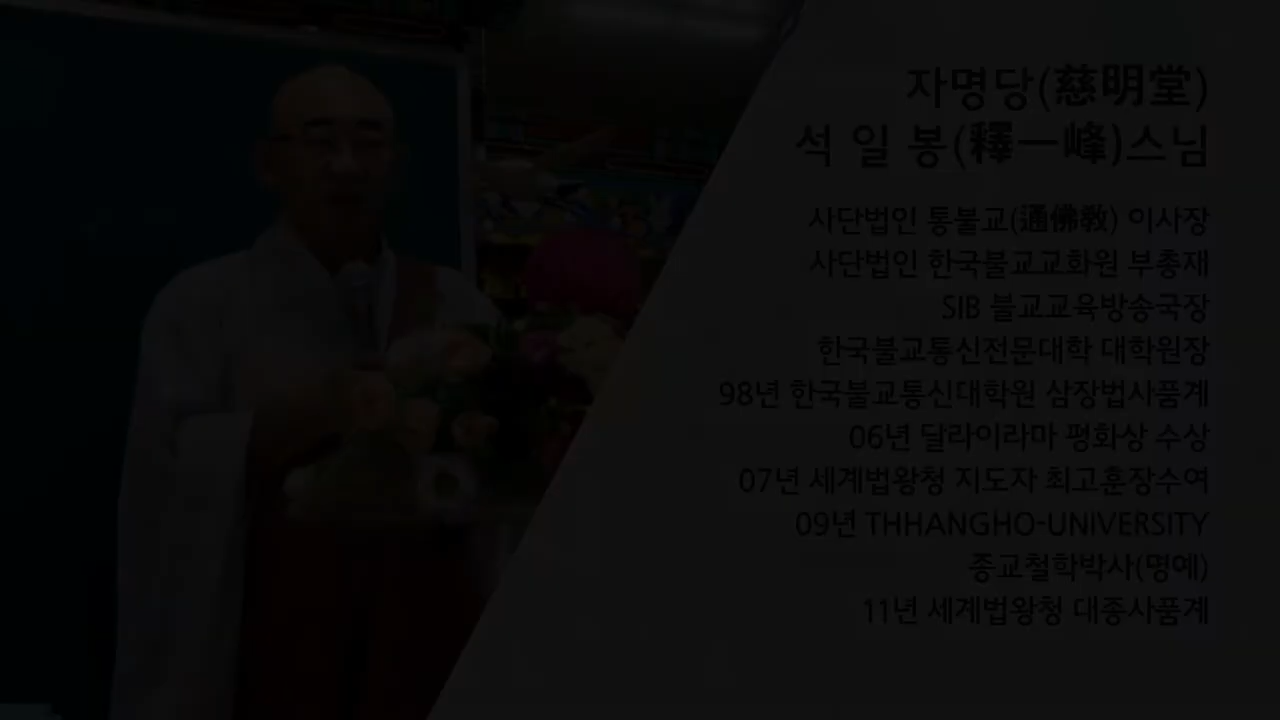 자명당(慈明堂)
석 일 봉(釋一峰)스님
사단법인 통불교(通佛敎) 이사장
사단법인 한국불교교화원 부총재
SIB 불교교육방송국장
한국불교통신전문대학 대학원장
98년 한국불교통신대학원 삼장법사품계
06년 달라이라마 평화상 수상
07년 세계법왕청 지도자 최고훈장수여
09년 THHANGHO-UNIVERSITY
종교철학박사(명예)
11년 세계법왕청 대종사품계